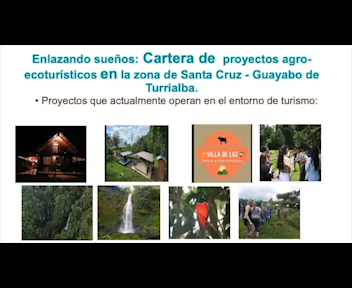 Enlazando sueños: Cartera de proyectos agro-
ecoturísticos en la zona de Santa Cruz - Guayabo de
Turrialba.
• Proyectos que actualmente operan en el entorno de turismo:
VILLA DE LUZ